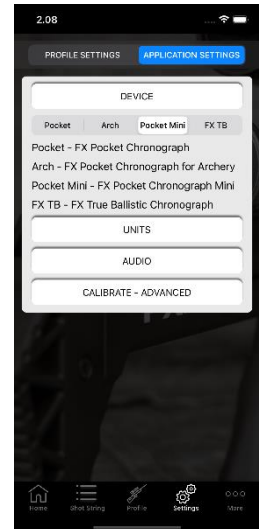 2.08
PROFILE SETTINGS APPLICATION SETTINGS
DEVICE
Pocket Arch Pocket Mini FX TB
Pocket - FX Pocket Chronograph
Arch - FX Pocket Chronograph for Archery
Pocket Mini - FX Pocket Chronograph Mini
FX TB - FX True Ballistic Chronograph
UNITS
AUDIO
CALIBRATE - ADVANCED
Home Shot String Profile Settings More